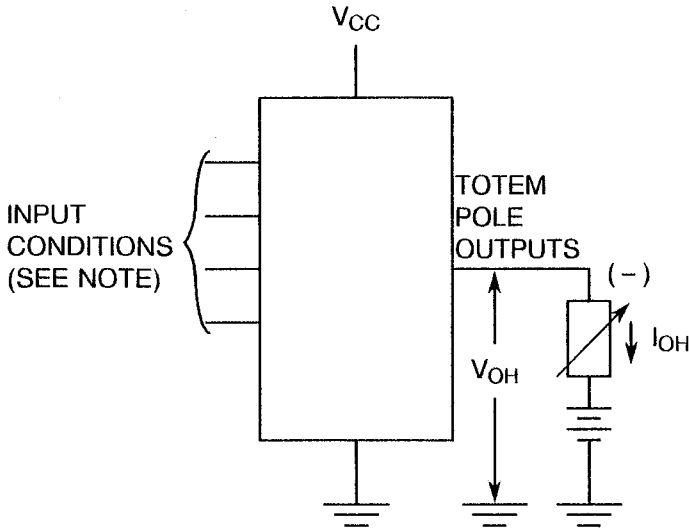 VCC
INPUT
CONDITIONS
(SEE NOTE)
TOTEM
POLE
OUTPUTS
(−)
IOH
VOH